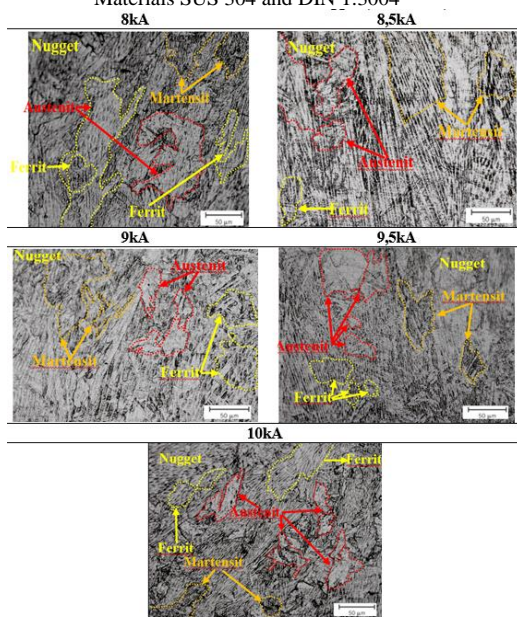 Materials SUS 304 and DIN 1.3004
8kA
8,5kA
Nugget
Martensit
Austenite
Ferrit
Ferrit
50 µm
Nugget
Martensit
Austenit
Ferrit
50 µm
9kA
9,5kA
Nugget
Austenit
Martensit
Ferrit
50 µm
Nugget
Martensit
Austenit
Ferrit
50 µm
10kA
Nugget
Ferrit
Austenit
Ferrit
Martensit
50 µm